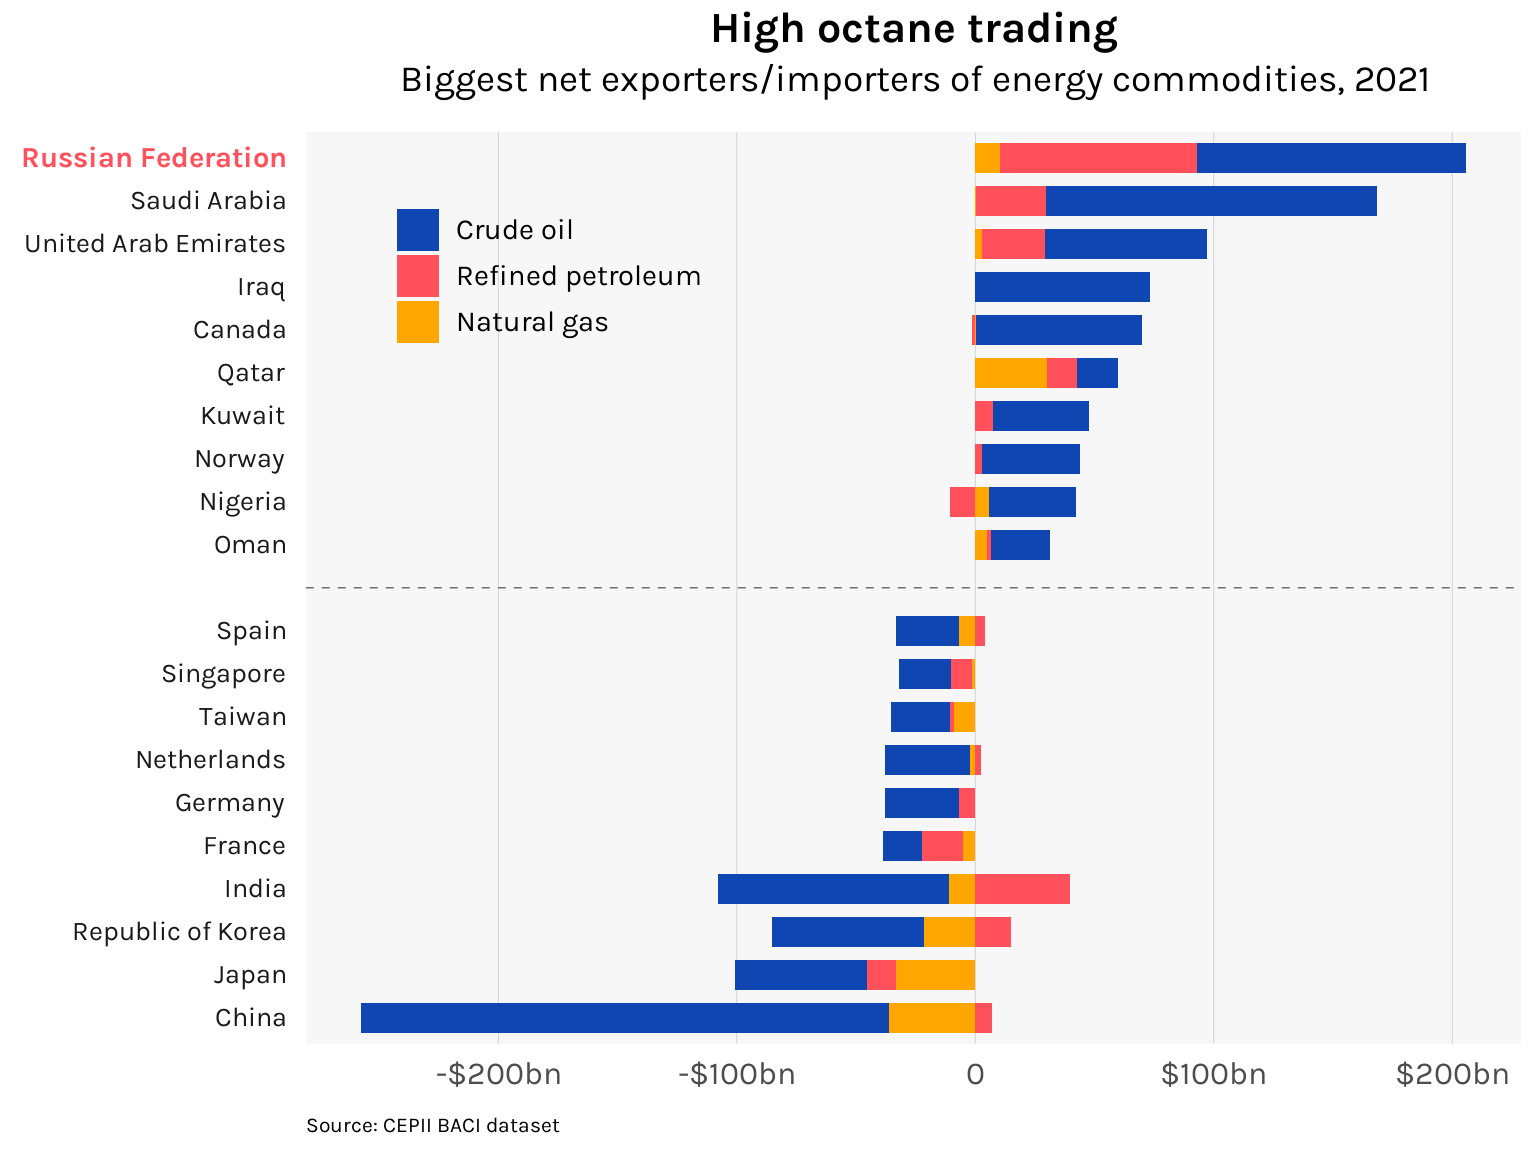 High octane trading
Biggest net exporters/importers of energy commodities, 2021
Russian Federation
Saudi Arabia
United Arab Emirates
Iraq
Canada
Qatar
Kuwait
Norway
Nigeria
Oman
Crude oil
Refined petroleum
Natural gas
Spain
Singapore
Taiwan
Netherlands
Germany
France
India
Republic of Korea
Japan
China
-$200bn -$100bn 0 $100bn $200bn
Source: CEPII BACI dataset